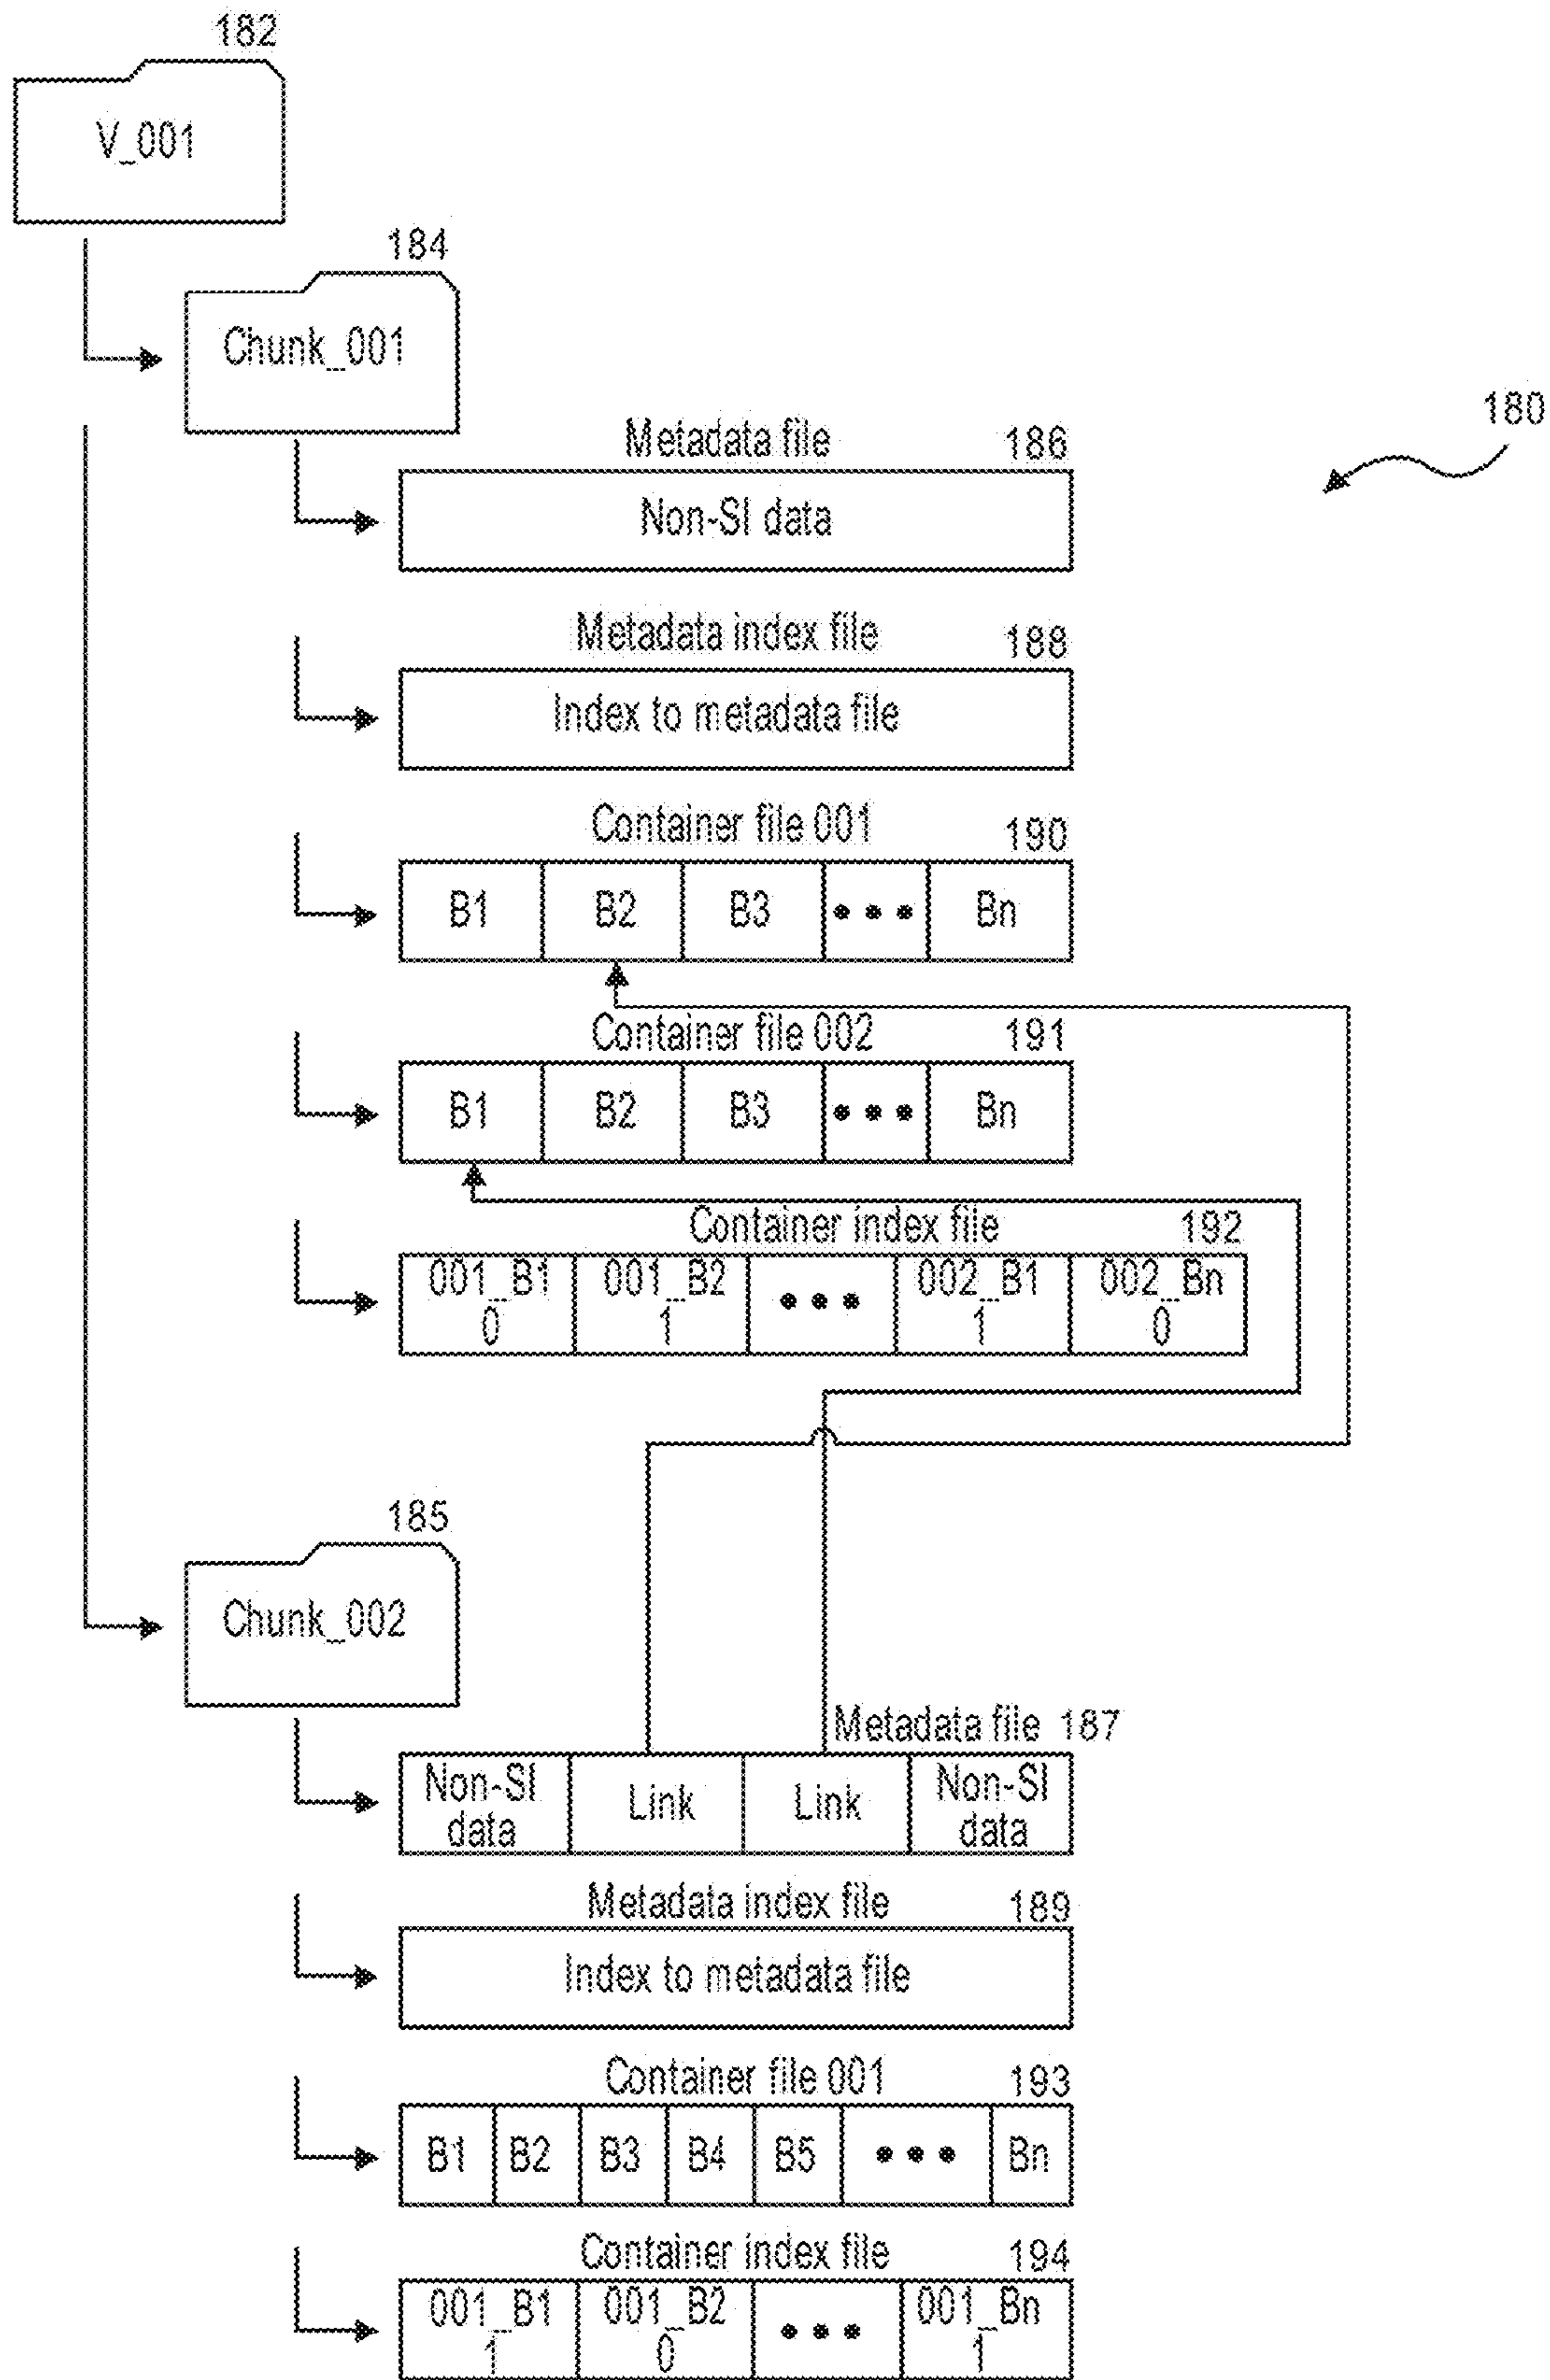 182
V_001
184
Chunk_001
180
Metadata file 186
Non-SI data
Metadata index file 188
Index to metadata file
Container file 001 190
B1 B2 B3 ••• Bn
Container file 002 191
B1 B2 B3 ••• Bn
Container index file 192
001_B1 001_B2 ••• 002_B1 002_Bn
0 1 1 0
185
Chunk_002
Metadata file 187
Non-SI Link Link Non-SI
data data
Metadata index file 189
Index to metadata file
Container file 001 193
B1 B2 B3 B4 B5 ••• Bn
Container index file 194
001_B1 001_B2 ••• 001_Bn
1 0 1